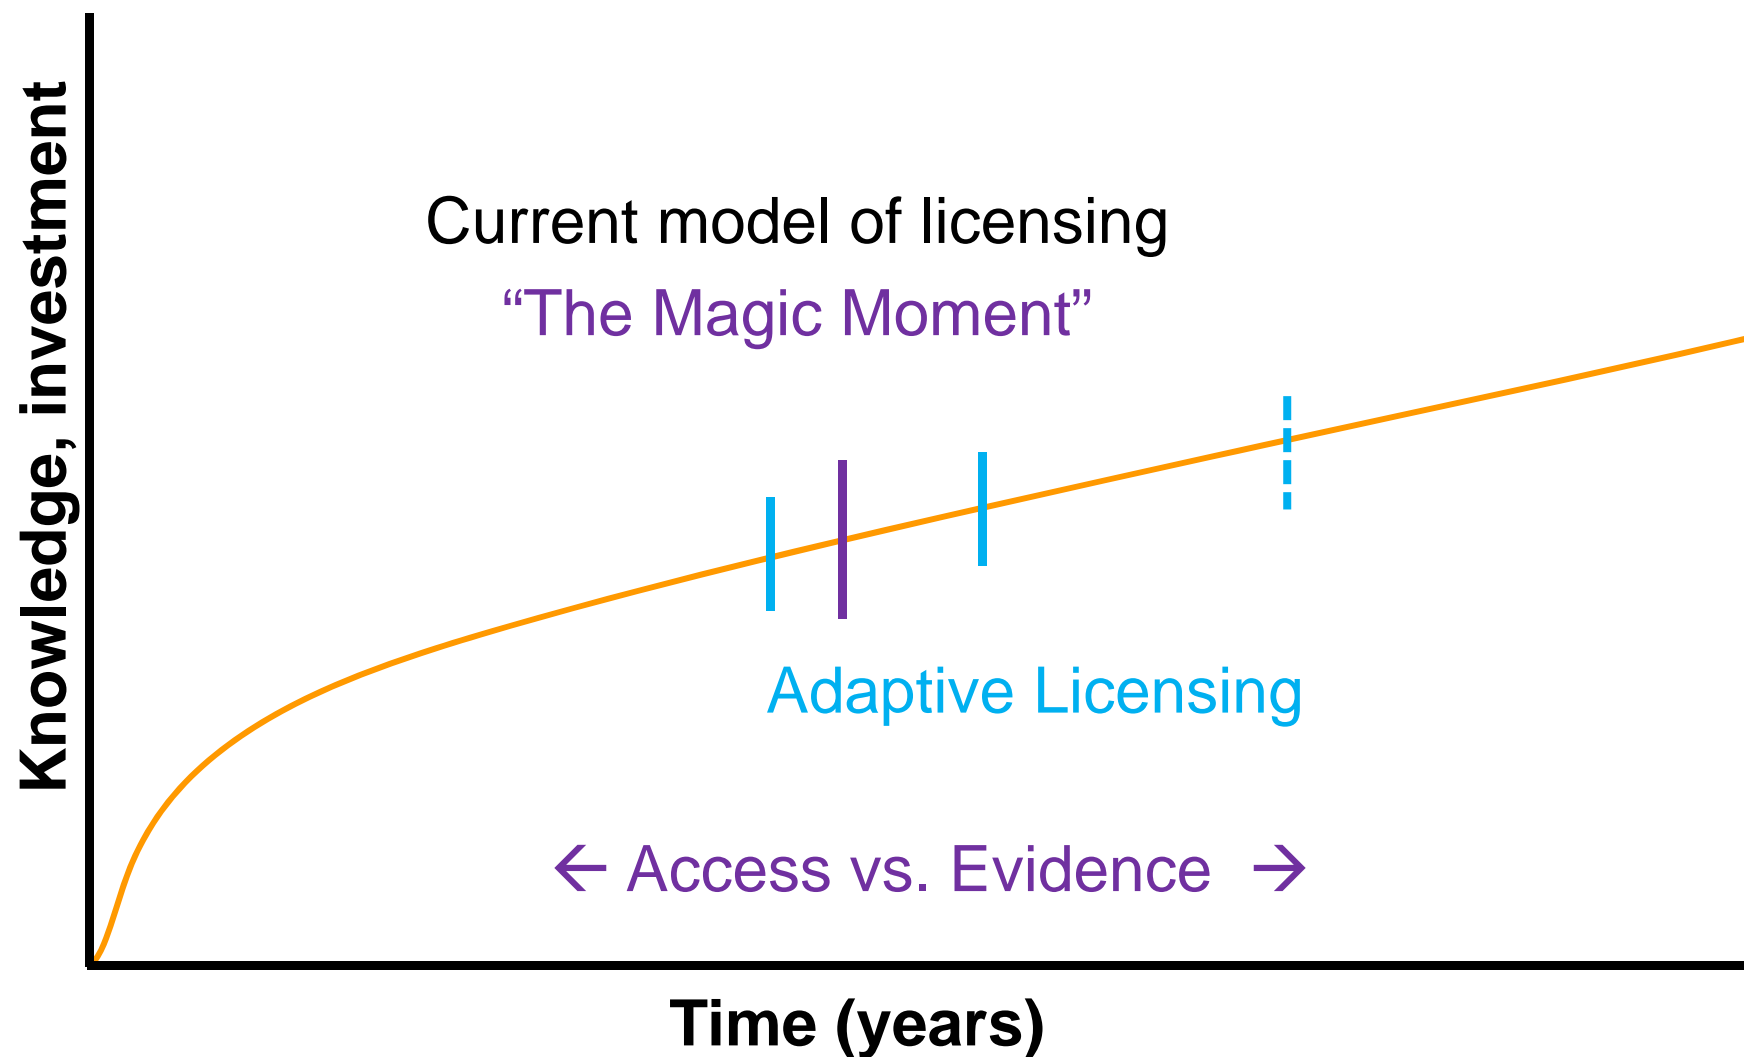 Knowledge, investment
Current model of licensing
“The Magic Moment”
Adaptive Licensing
← Access vs. Evidence →
Time (years)